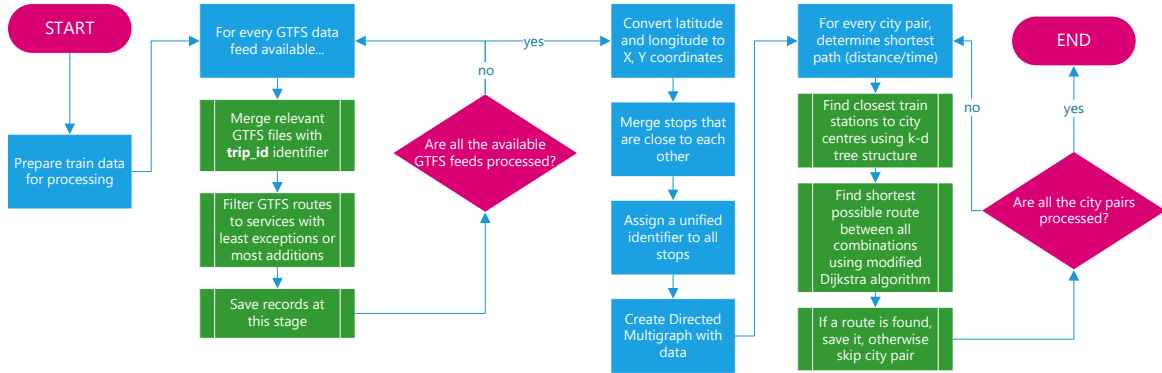 START
Prepare train data
for processing
For every GTFS data
feed available...
Merge relevant
GTFS files with
trip_id identifier
Filter GTFS routes
to services with
least exceptions or
most additions
Save records at
this stage
no
yes
Are all the available
GTFS feeds processed?
Convert latitude
and longitude to
X, Y coordinates
Merge stops that
are close to each
other
Assign a unified
identifier to all
stops
Create Directed
Multigraph with
data
For every city pair,
determine shortest
path (distance/time)
Find closest train
stations to city
centres using k-d
tree structure
Find shortest
possible route
between all
combinations
using modified
Dijkstra algorithm
If a route is found,
save it, otherwise
skip city pair
no
yes
Are all the city pairs
processed?
END